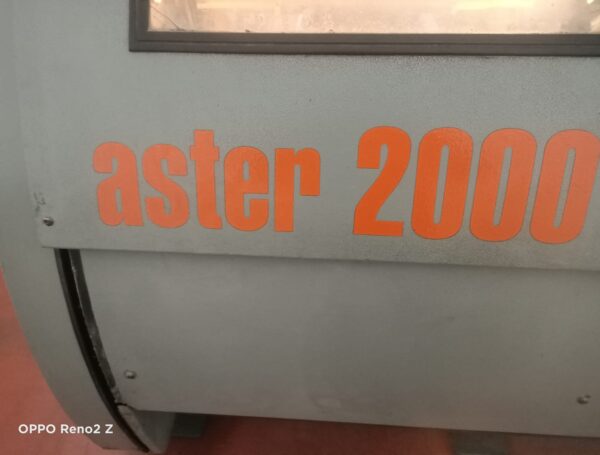 aster 2000
OPPO Reno2 Z